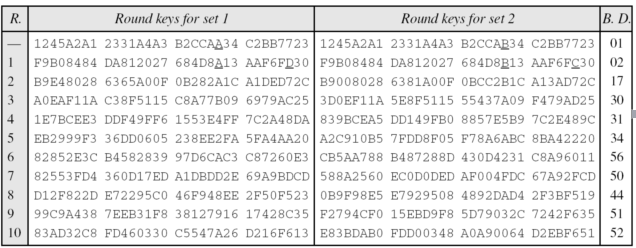 R. Round keys for set 1 Round keys for set 2 B. D.
— 1245A2A1 2331A4A3 B2CCAA34 C2BB7723 1245A2A1 2331A4A3 B2CCAB34 C2BB7723 01
1 F9B08484 DA812027 684D8A13 AAF6FD30 F9B08484 DA812027 684D8B13 AAF6FC30 02
2 B9E48028 6365A00F 0B282A1C A1DED72C B9008028 6381A00F 0BCC2B1C A13AD72C 17
3 A0EAF11A C38F5115 C8A77B09 6979AC25 3D0EF11A 5E8F5115 55437A09 F479AD25 30
4 1E7BCEE3 DDF49FF6 1553E4FF 7C2A48DA 839BCEA5 DD149FB0 8857E5B9 7C2E489C 31
5 EB2999F3 36DD0605 238EE2FA 5FA4AA20 A2C910B5 7FDD8F05 F78A6ABC 8BA42220 34
6 82852E3C B4582839 97D6CAC3 C87260E3 CB5AA788 B487288D 430D4231 C8A96011 56
7 82553FD4 360D17ED A1DBDD2E 69A9BDCD 588A2560 EC0D0DED AF004FDC 67A92FCD 50
8 D12F822D E72295C0 46F948EE 2F50F523 0B9F98E5 E7929508 4892DAD4 2F3BF519 44
9 99C9A438 7EEB31F8 38127916 17428C35 F2794CF0 15EBD9F8 5D79032C 7242F635 51
10 83AD32C8 FD460330 C5547A26 D216F613 E83BDAB0 FDD00348 A0A90064 D2EBF651 52